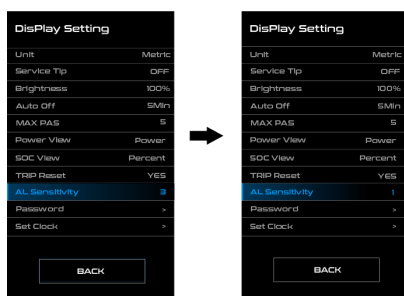 DisPlay Setting
Unit Metric
Service Tip OFF
Brightness 100%
Auto Off 5Min
MAX PAS 5
Power View Power
SOC View Percent
TRIP Reset YES
AL Sensitivity 3
Password >
Set Clock >
BACK
DisPlay Setting
Unit Metric
Service Tip OFF
Brightness 100%
Auto Off 5Min
MAX PAS 5
Power View Power
SOC View Percent
TRIP Reset YES
AL Sensitivity 1
Password >
Set Clock >
BACK